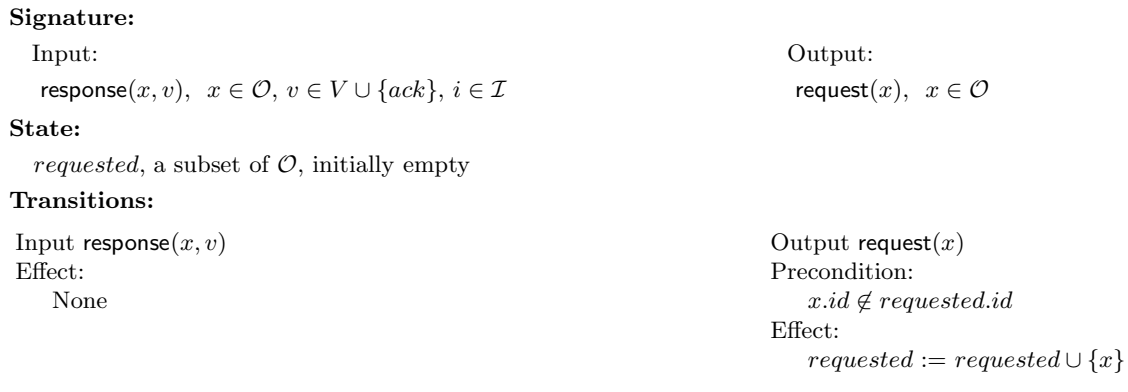 Signature:
Input:
response(x, v), x ∈ 𝒪, v ∈ V ∪ {ack}, i ∈ ℐ
Output:
request(x), x ∈ 𝒪
State:
requested, a subset of 𝒪, initially empty
Transitions:
Input response(x, v)
Effect:
None
Output request(x)
Precondition:
x.id ∉ requested.id
Effect:
requested := requested ∪ {x}